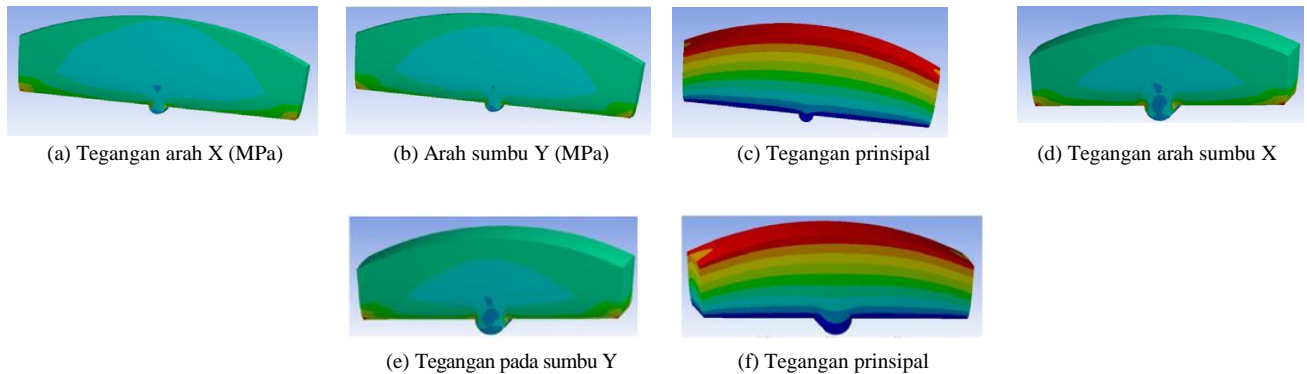 (a) Tegangan arah X (MPa)
(b) Arah sumbu Y (MPa)
(c) Tegangan prinsipal
(d) Tegangan arah sumbu X
(e) Tegangan pada sumbu Y
(f) Tegangan prinsipal